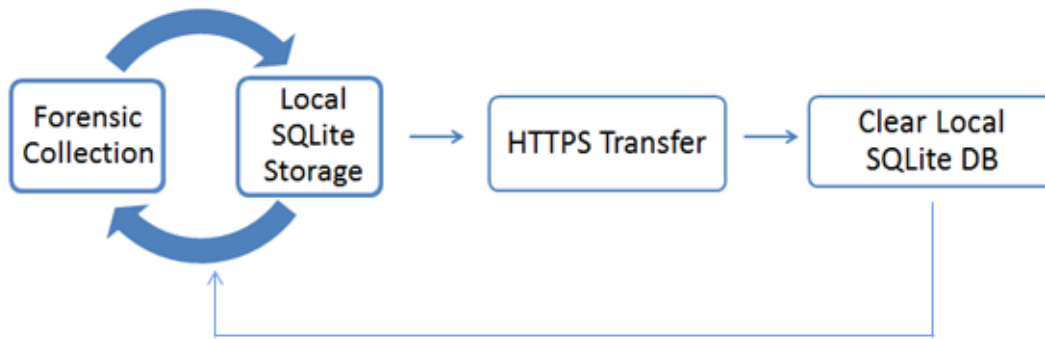 Forensic
Collection
Local
SQLite
Storage
HTTPS Transfer
Clear Local
SQLite DB